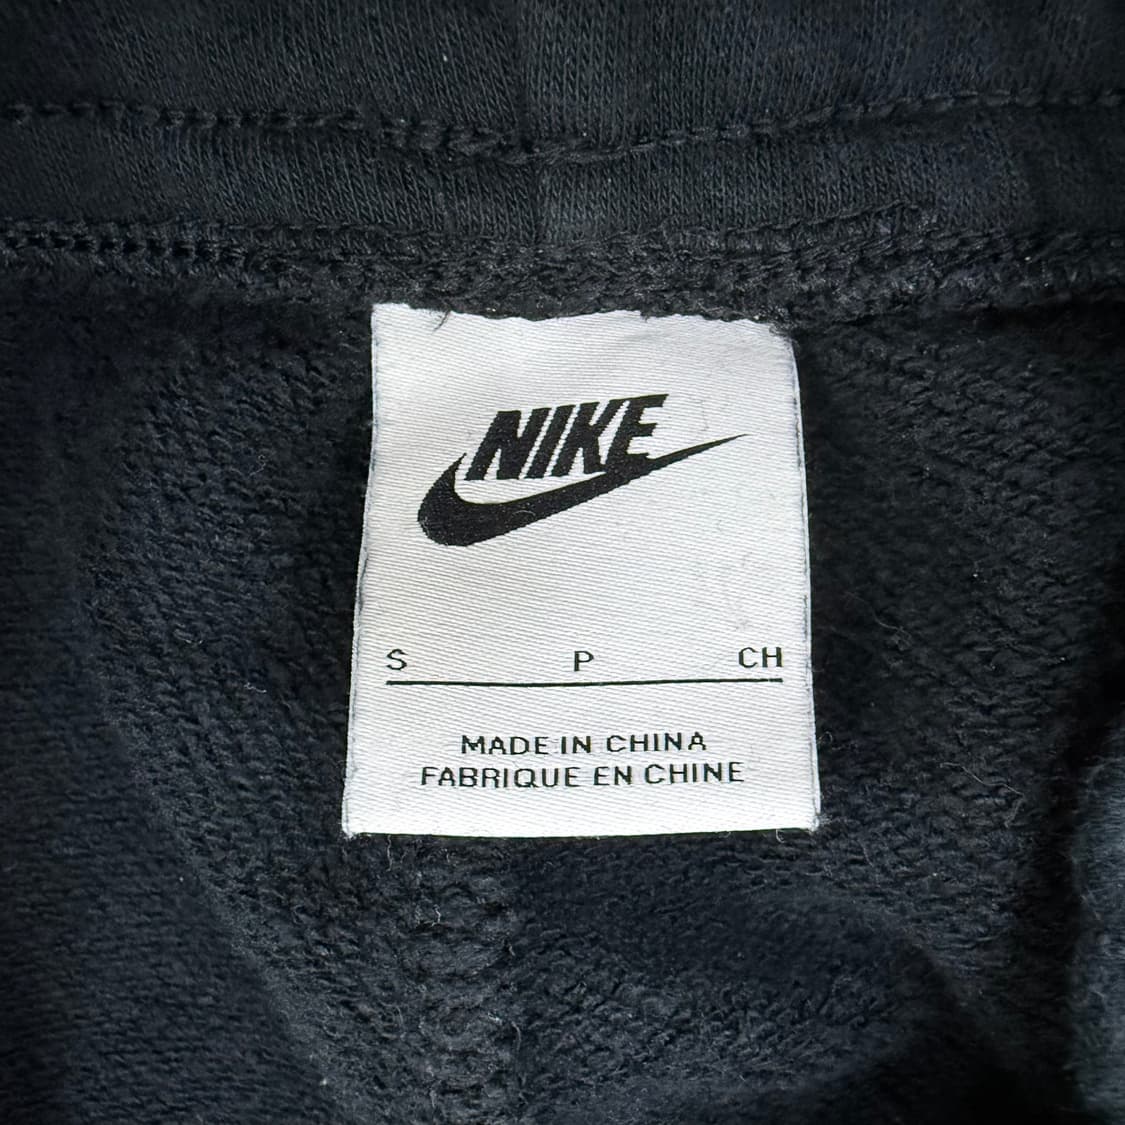 NIKE
S P CH
MADE IN CHINA
FABRIQUE EN CHINE